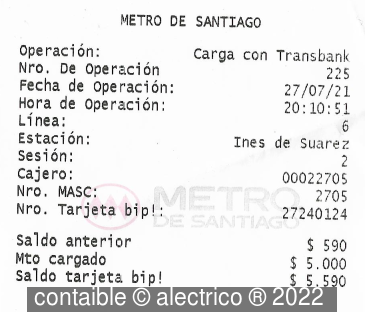 METRO DE SANTIAGO
Operación: Carga con Transbank
Nro. De Operación 225
Fecha de Operación: 27/07/21
Hora de Operación: 20:10:51
Línea: 6
Estación: Ines de Suarez
Sesión: 2
Cajero: 00022705
Nro. MASC: 2705
Nro. Tarjeta bip!: 27240124
METRO
DE SANTIAGO
Saldo anterior $ 590
Mto cargado $ 5.000
Saldo tarjeta bip! $ 5.590
contaible © alectrico ® 2022